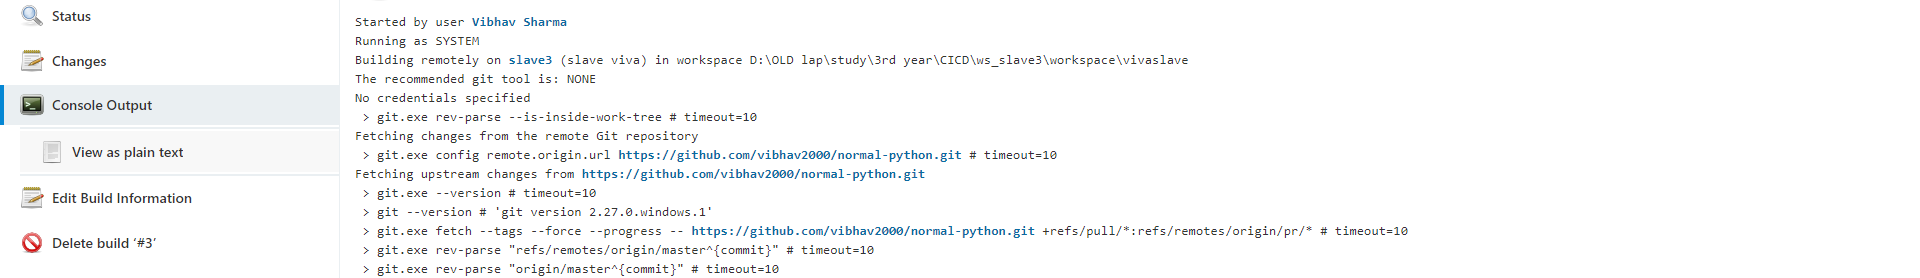 Status
Changes
Console Output
View as plain text
Edit Build Information
Delete build ‘#3’
Started by user Vibhav Sharma
Running as SYSTEM
Building remotely on slave3 (slave viva) in workspace D:\OLD lap\study\3rd year\CICD\ws_slave3\workspace\vivaslave
The recommended git tool is: NONE
No credentials specified
> git.exe rev-parse --is-inside-work-tree # timeout=10
Fetching changes from the remote Git repository
> git.exe config remote.origin.url https://github.com/vibhav2000/normal-python.git # timeout=10
Fetching upstream changes from https://github.com/vibhav2000/normal-python.git
> git.exe --version # timeout=10
> git --version # 'git version 2.27.0.windows.1'
> git.exe fetch --tags --force --progress -- https://github.com/vibhav2000/normal-python.git +refs/pull/*:refs/remotes/origin/pr/* # timeout=10
> git.exe rev-parse "refs/remotes/origin/master^{commit}" # timeout=10
> git.exe rev-parse "origin/master^{commit}" # timeout=10